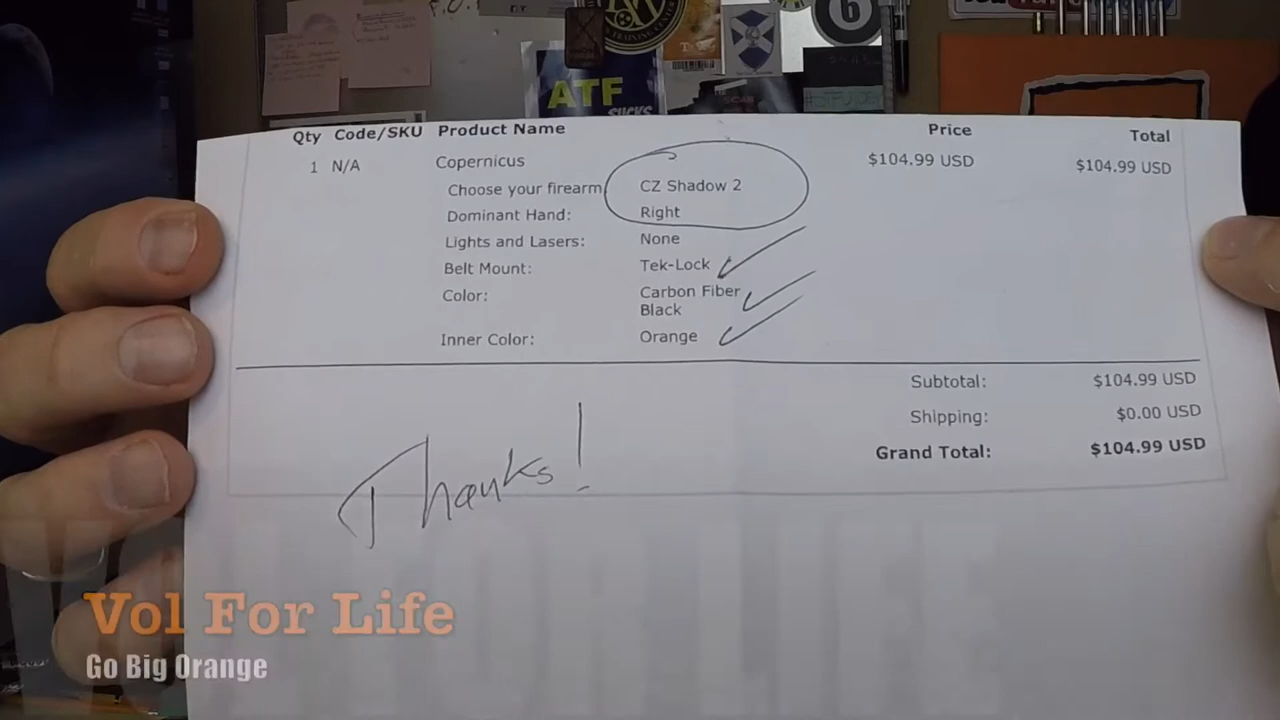 ATF
SUCKS
6
TRAINING CENTER
Qty Code/SKU Product Name Price Total
1 N/A Copernicus $104.99 USD $104.99 USD
Choose your firearm CZ Shadow 2
Dominant Hand: Right
Lights and Lasers: None
Belt Mount: Tek-Lock
Color: Carbon Fiber
Black
Inner Color: Orange
Subtotal: $104.99 USD
Shipping: $0.00 USD
Grand Total: $104.99 USD
Thanks!
Vol For Life
Go Big Orange